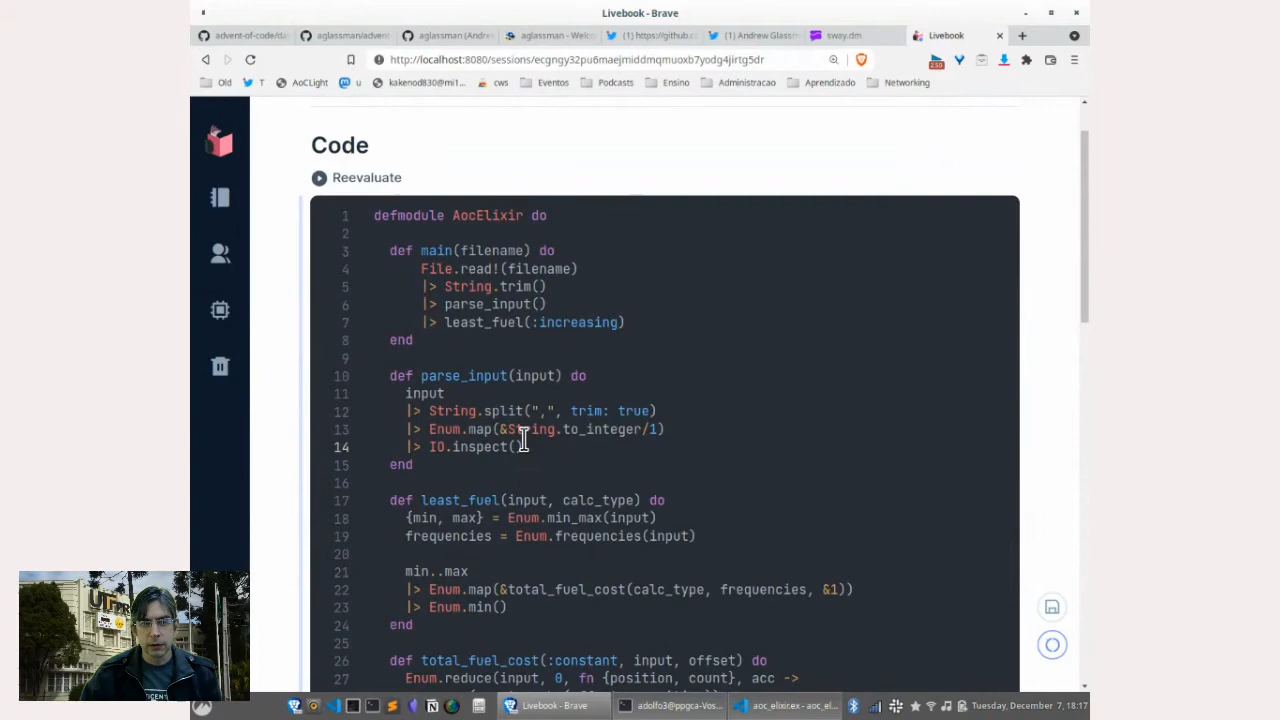 Livebook - Brave
advent-of-code/da
aglassman/advent
aglassman (Andre
aglassman - Welco
(1) https://github.c
(1) Andrew Glassm
sway.dm
Livebook
http://localhost:8080/sessions/ecgngy32pu6maejmiddmqmuoxb7yodg4jirtg5dr
Old
T
AoCLight
u
kakenod830@mi1...
cws
Eventos
Podcasts
Ensino
Administracao
Aprendizado
Networking
Code
Reevaluate
1 defmodule AocElixir do
2
3 def main(filename) do
4 File.read!(filename)
5 |> String.trim()
6 |> parse_input()
7 |> least_fuel(:increasing)
8 end
9
10 def parse_input(input) do
11 input
12 |> String.split(",", trim: true)
13 |> Enum.map(&String.to_integer/1)
14 |> IO.inspect()
15 end
16
17 def least_fuel(input, calc_type) do
18 {min, max} = Enum.min_max(input)
19 frequencies = Enum.frequencies(input)
20
21 min..max
22 |> Enum.map(&total_fuel_cost(calc_type, frequencies, &1))
23 |> Enum.min()
24 end
25
26 def total_fuel_cost(:constant, input, offset) do
27 Enum.reduce(input, 0, fn {position, count}, acc ->
Livebook - Brave
adolfo3@ppgca-Vos...
aoc_elixir.ex - aoc_el...
Tuesday, December 7, 18:17